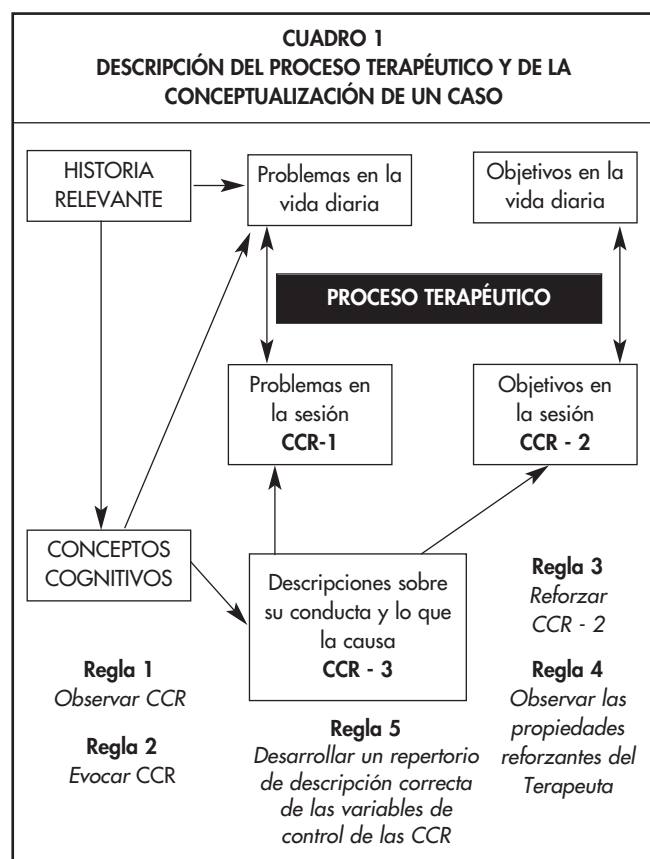 CUADRO 1
DESCRIPCIÓN DEL PROCESO TERAPÉUTICO Y DE LA
CONCEPTUALIZACIÓN DE UN CASO
HISTORIA
RELEVANTE
Problemas en la
vida diaria
Objetivos en la
vida diaria
PROCESO TERAPÉUTICO
Problemas en
la sesión
CCR-1
Objetivos en
la sesión
CCR - 2
CONCEPTOS
COGNITIVOS
Descripciones sobre
su conducta y lo que
la causa
CCR - 3
Regla 3
Reforzar
CCR - 2
Regla 1
Observar CCR
Regla 4
Observar las
propiedades
reforzantes del
Terapeuta
Regla 2
Evocar CCR
Regla 5
Desarrollar un repertorio
de descripción correcta
de las variables de
control de las CCR